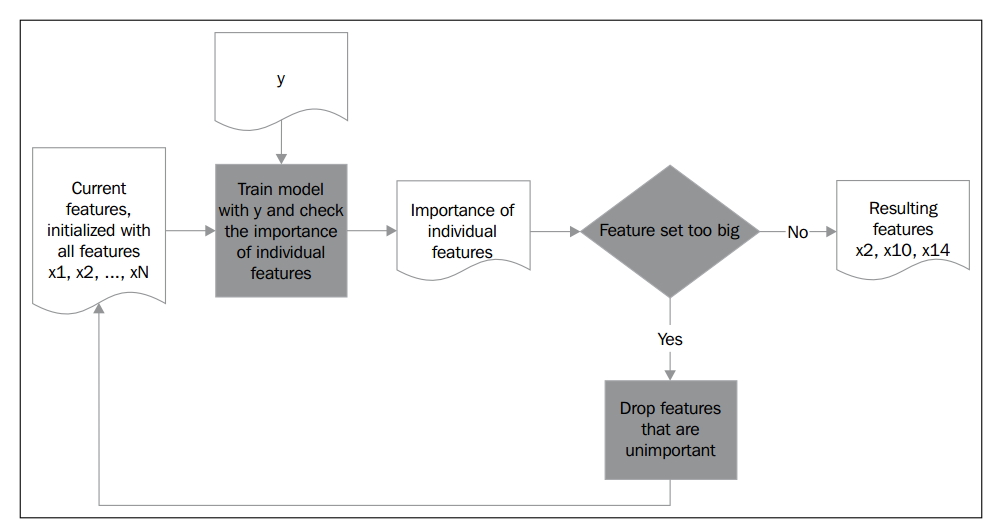 y
Current
features,
initialized with
all features
x1, x2, ..., xN
Train model
with y and check
the importance
of individual
features
Importance of
individual
features
Feature set too big
No
Resulting
features
x2, x10, x14
Yes
Drop features
that are
unimportant